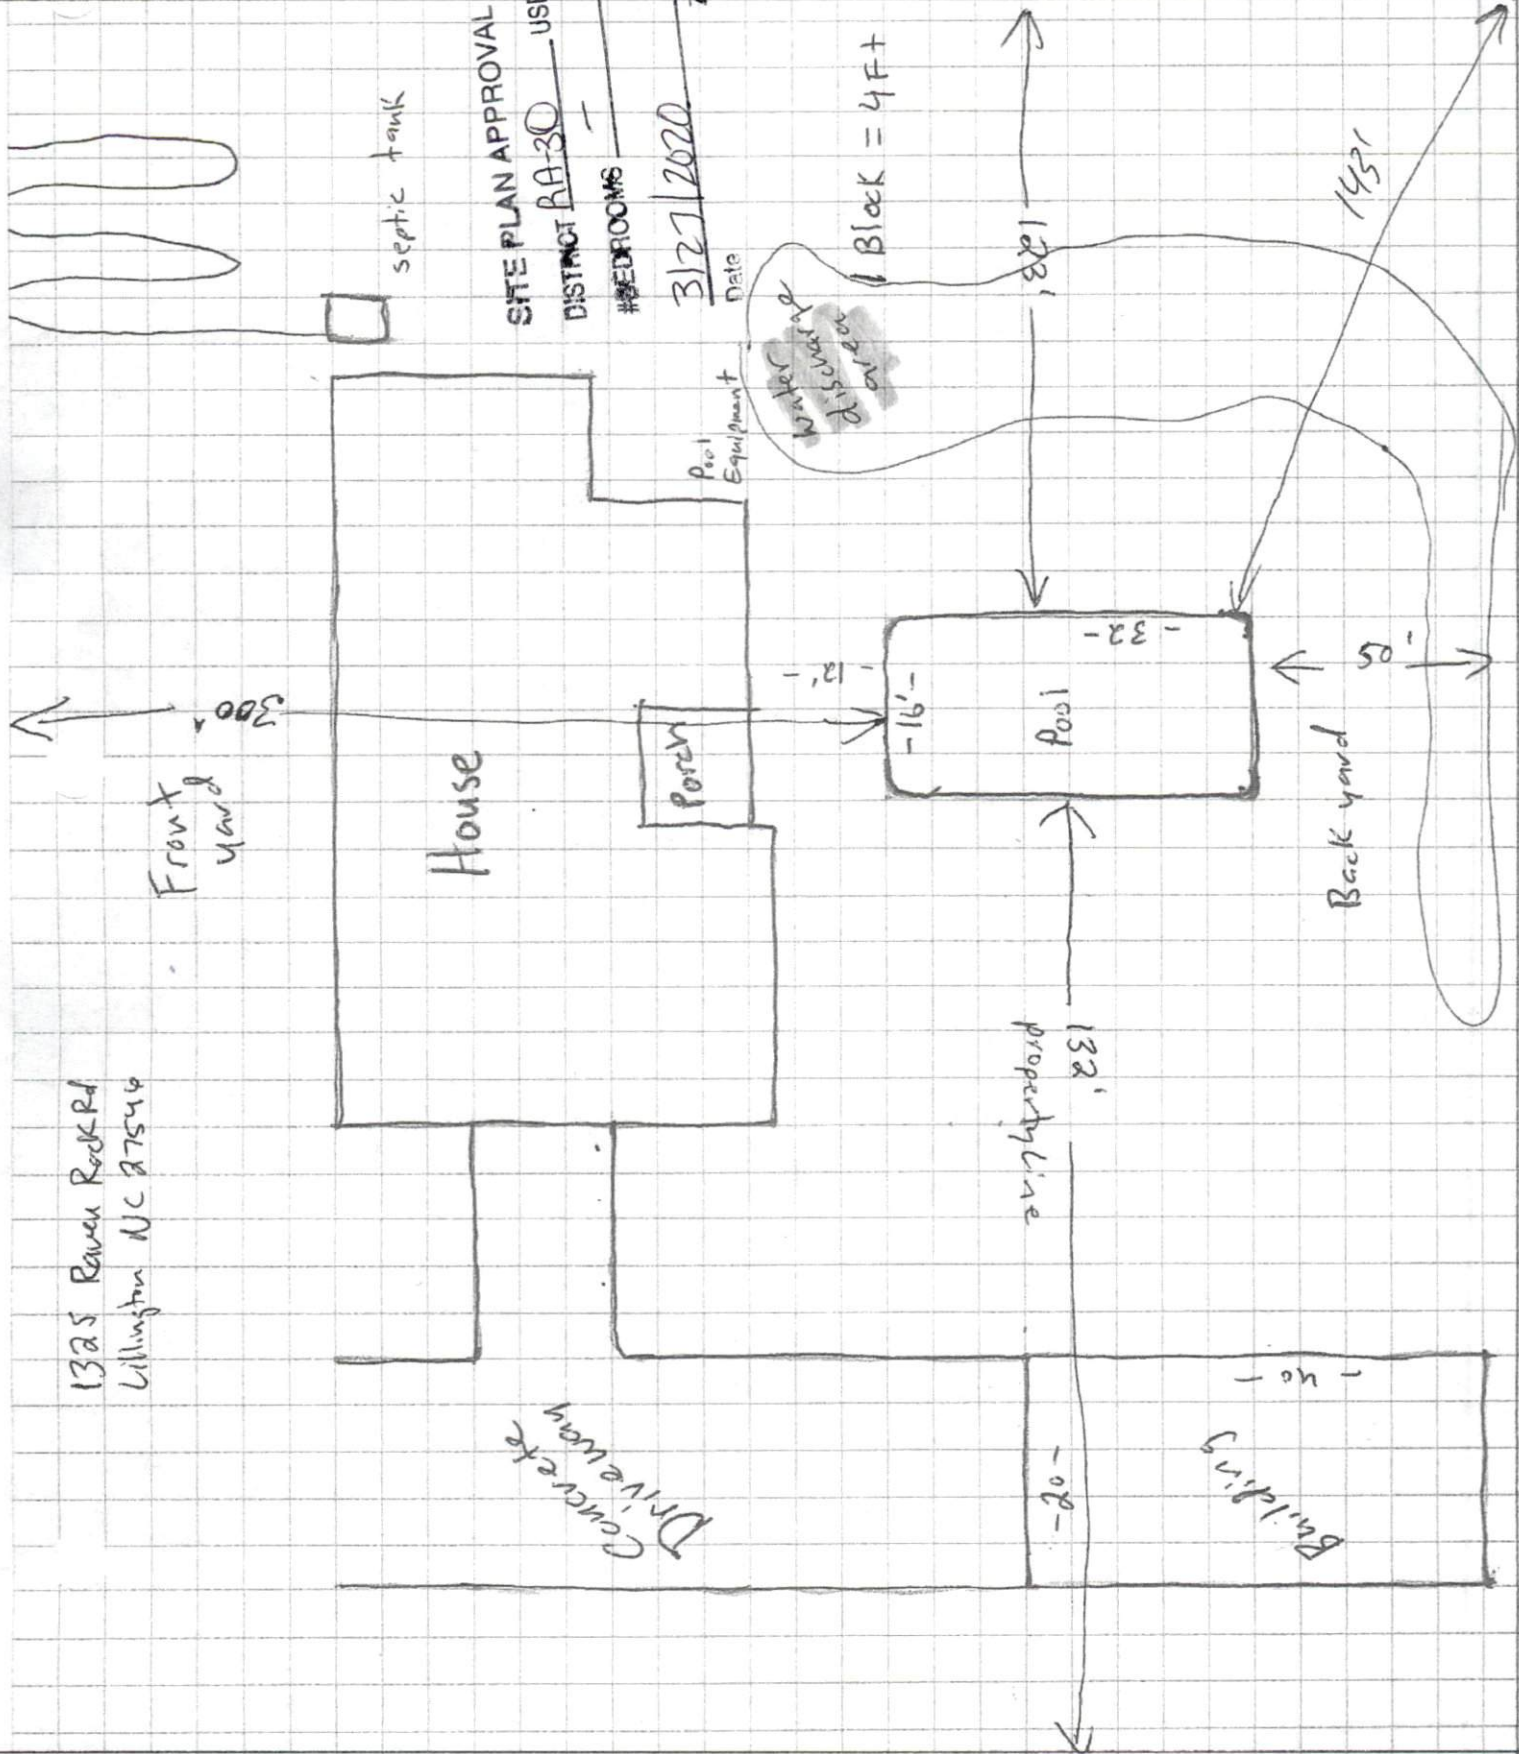 1325 Raven Rock Rd
Lillington NC 27546
Front
yard
300
septic tank
SITE PLAN APPROVAL
DISTRICT RA-30 USE
#BEDROOMS -
3/27/2020
Date
House
Porch
Pool
Equipment
water
discharge
area
1 Block = 4Ft
123'
143'
- 12' -
-16'-
- 32 -
Pool
50'
Back yard
132'
property line
Concrete
Driveway
-20-
- 40 -
Building